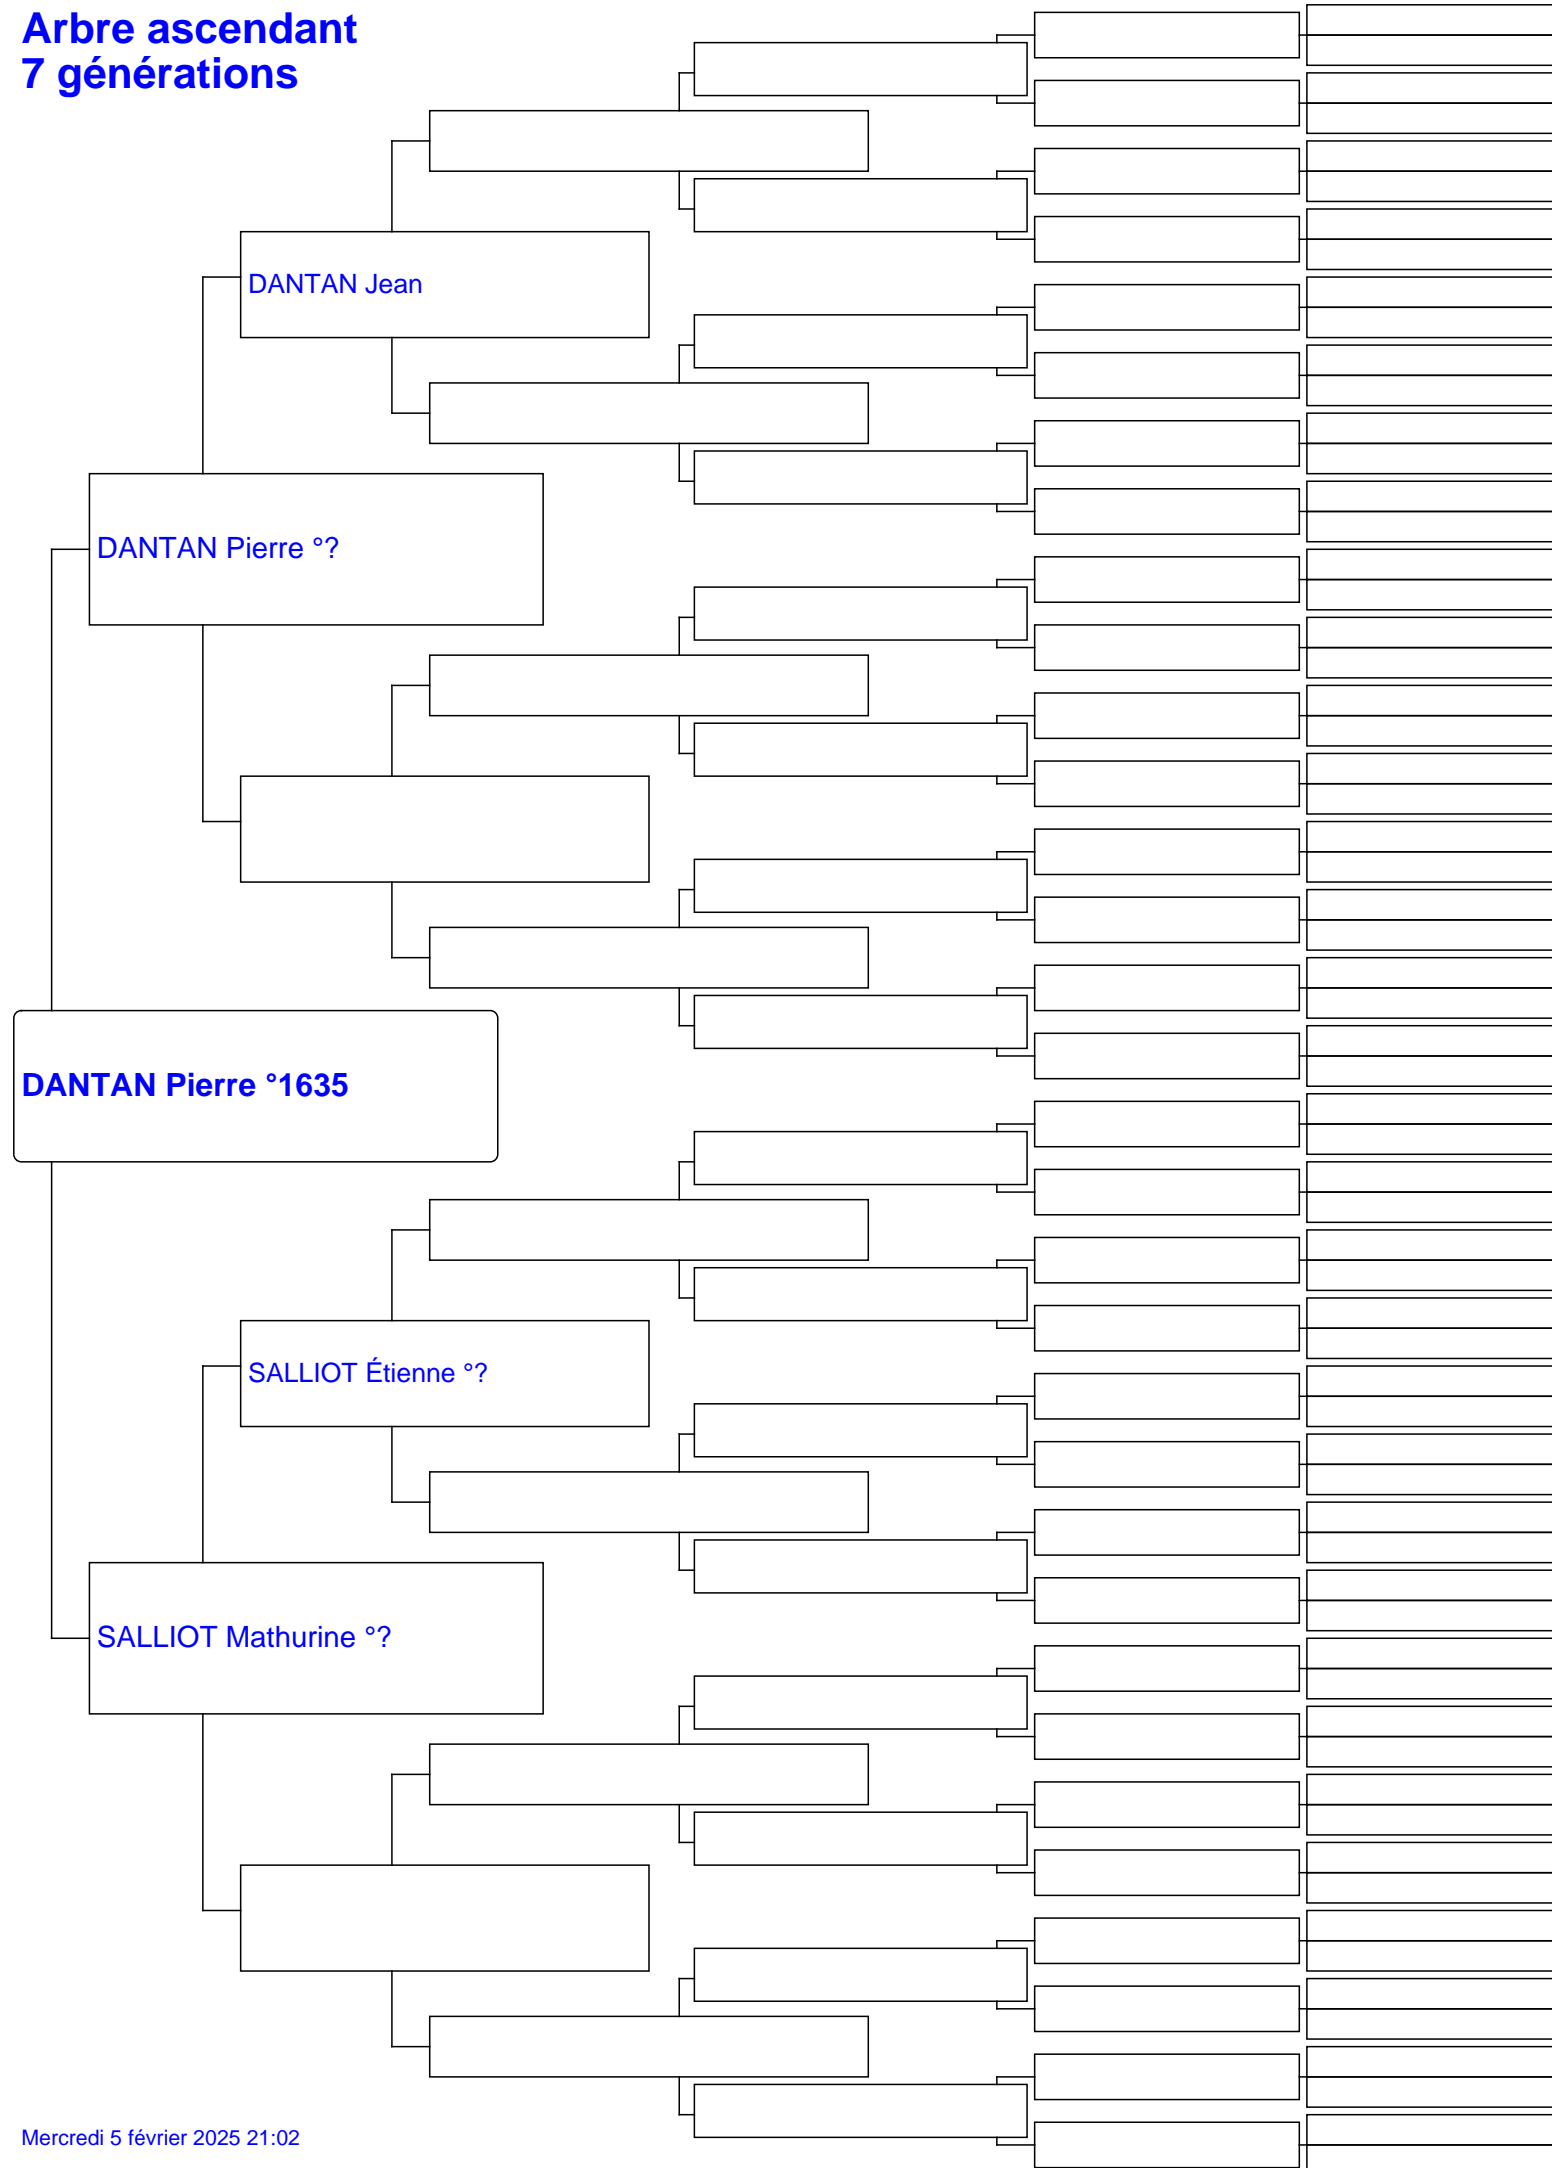 Arbre ascendant
7 générations
DANTAN Jean
DANTAN Pierre °?
DANTAN Pierre °1635
SALLIOT Étienne °?
SALLIOT Mathurine °?
Mercredi 5 février 2025 21:02